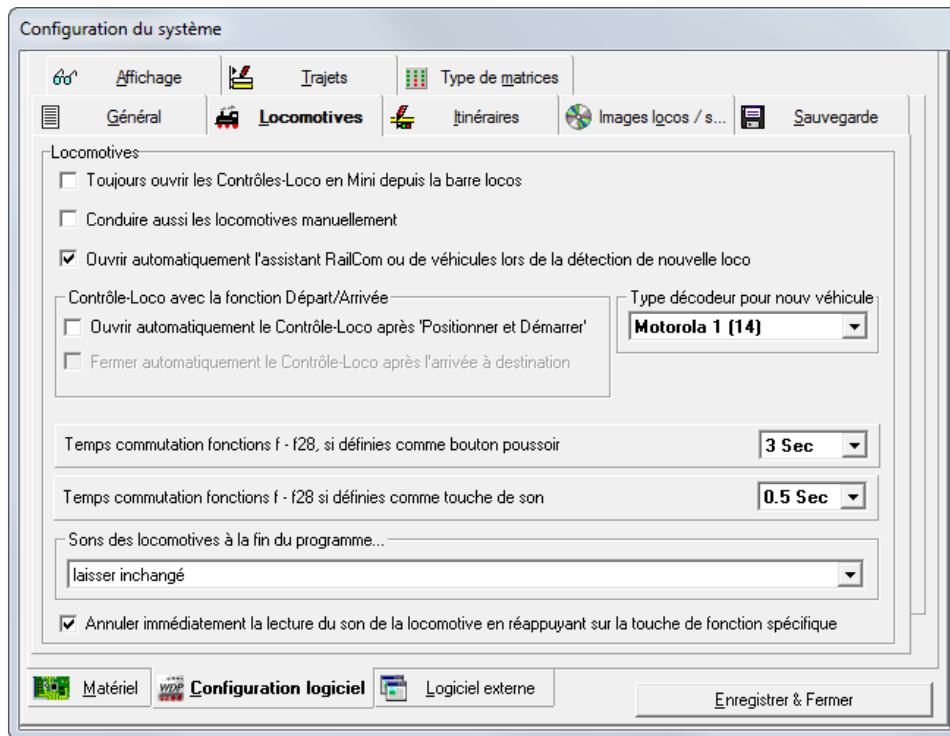 Configuration du système
Affichage
Trajets
Type de matrices
Général
Locomotives
Itinéraires
Images locos / s...
Sauvegarde
Locomotives
Toujours ouvrir les Contrôles-Loco en Mini depuis la barre locos
Conduire aussi les locomotives manuellement
Ouvrir automatiquement l'assistant RailCom ou de véhicules lors de la détection de nouvelle loco
Contrôle-Loco avec la fonction Départ/Arrivée
Ouvrir automatiquement le Contrôle-Loco après 'Positionner et Démarrer'
Fermer automatiquement le Contrôle-Loco après l'arrivée à destination
Type décodeur pour nouv véhicule
Motorola 1 (14)
Temps commutation fonctions f - f28, si définies comme bouton poussoir
3 Sec
Temps commutation fonctions f - f28 si définies comme touche de son
0.5 Sec
Sons des locomotives à la fin du programme...
laisser inchangé
Annuler immédiatement la lecture du son de la locomotive en réappuyant sur la touche de fonction spécifique
Matériel
WDP
Configuration logiciel
Logiciel externe
Enregistrer & Fermer